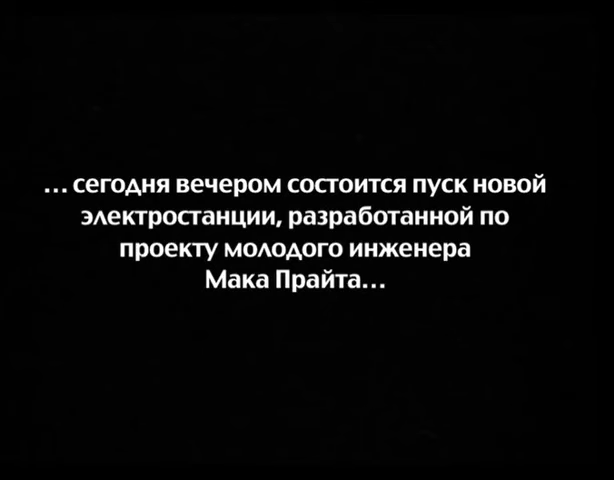 ... сегодня вечером состоится пуск новой
электростанции, разработанной по
проекту молодого инженера
Мака Прайта...